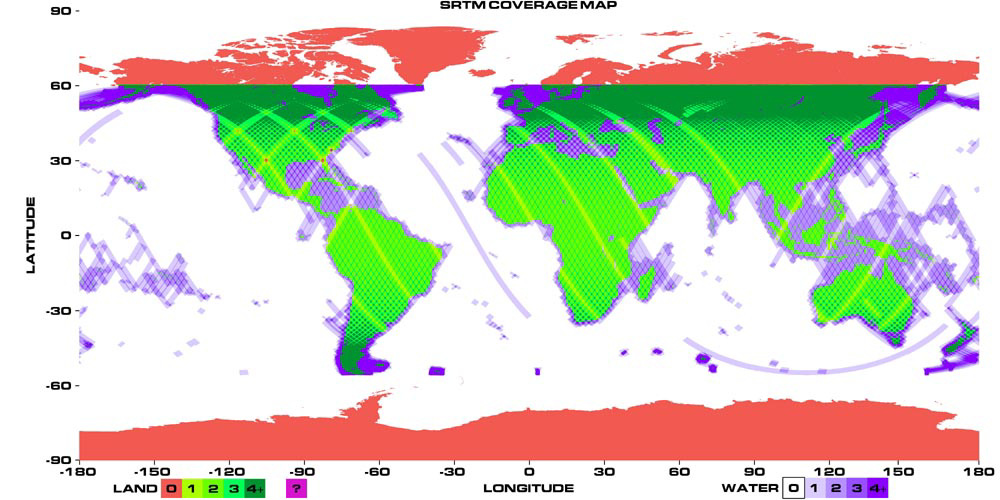 SRTM COVERAGE MAP
90
60
30
0
-30
-60
-90
LATITUDE
-180 -150 -120 -90 -60 -30 0 30 60 90 120 150 180
LAND 0 1 2 3 4+ ? LONGITUDE WATER 0 1 2 3 4+